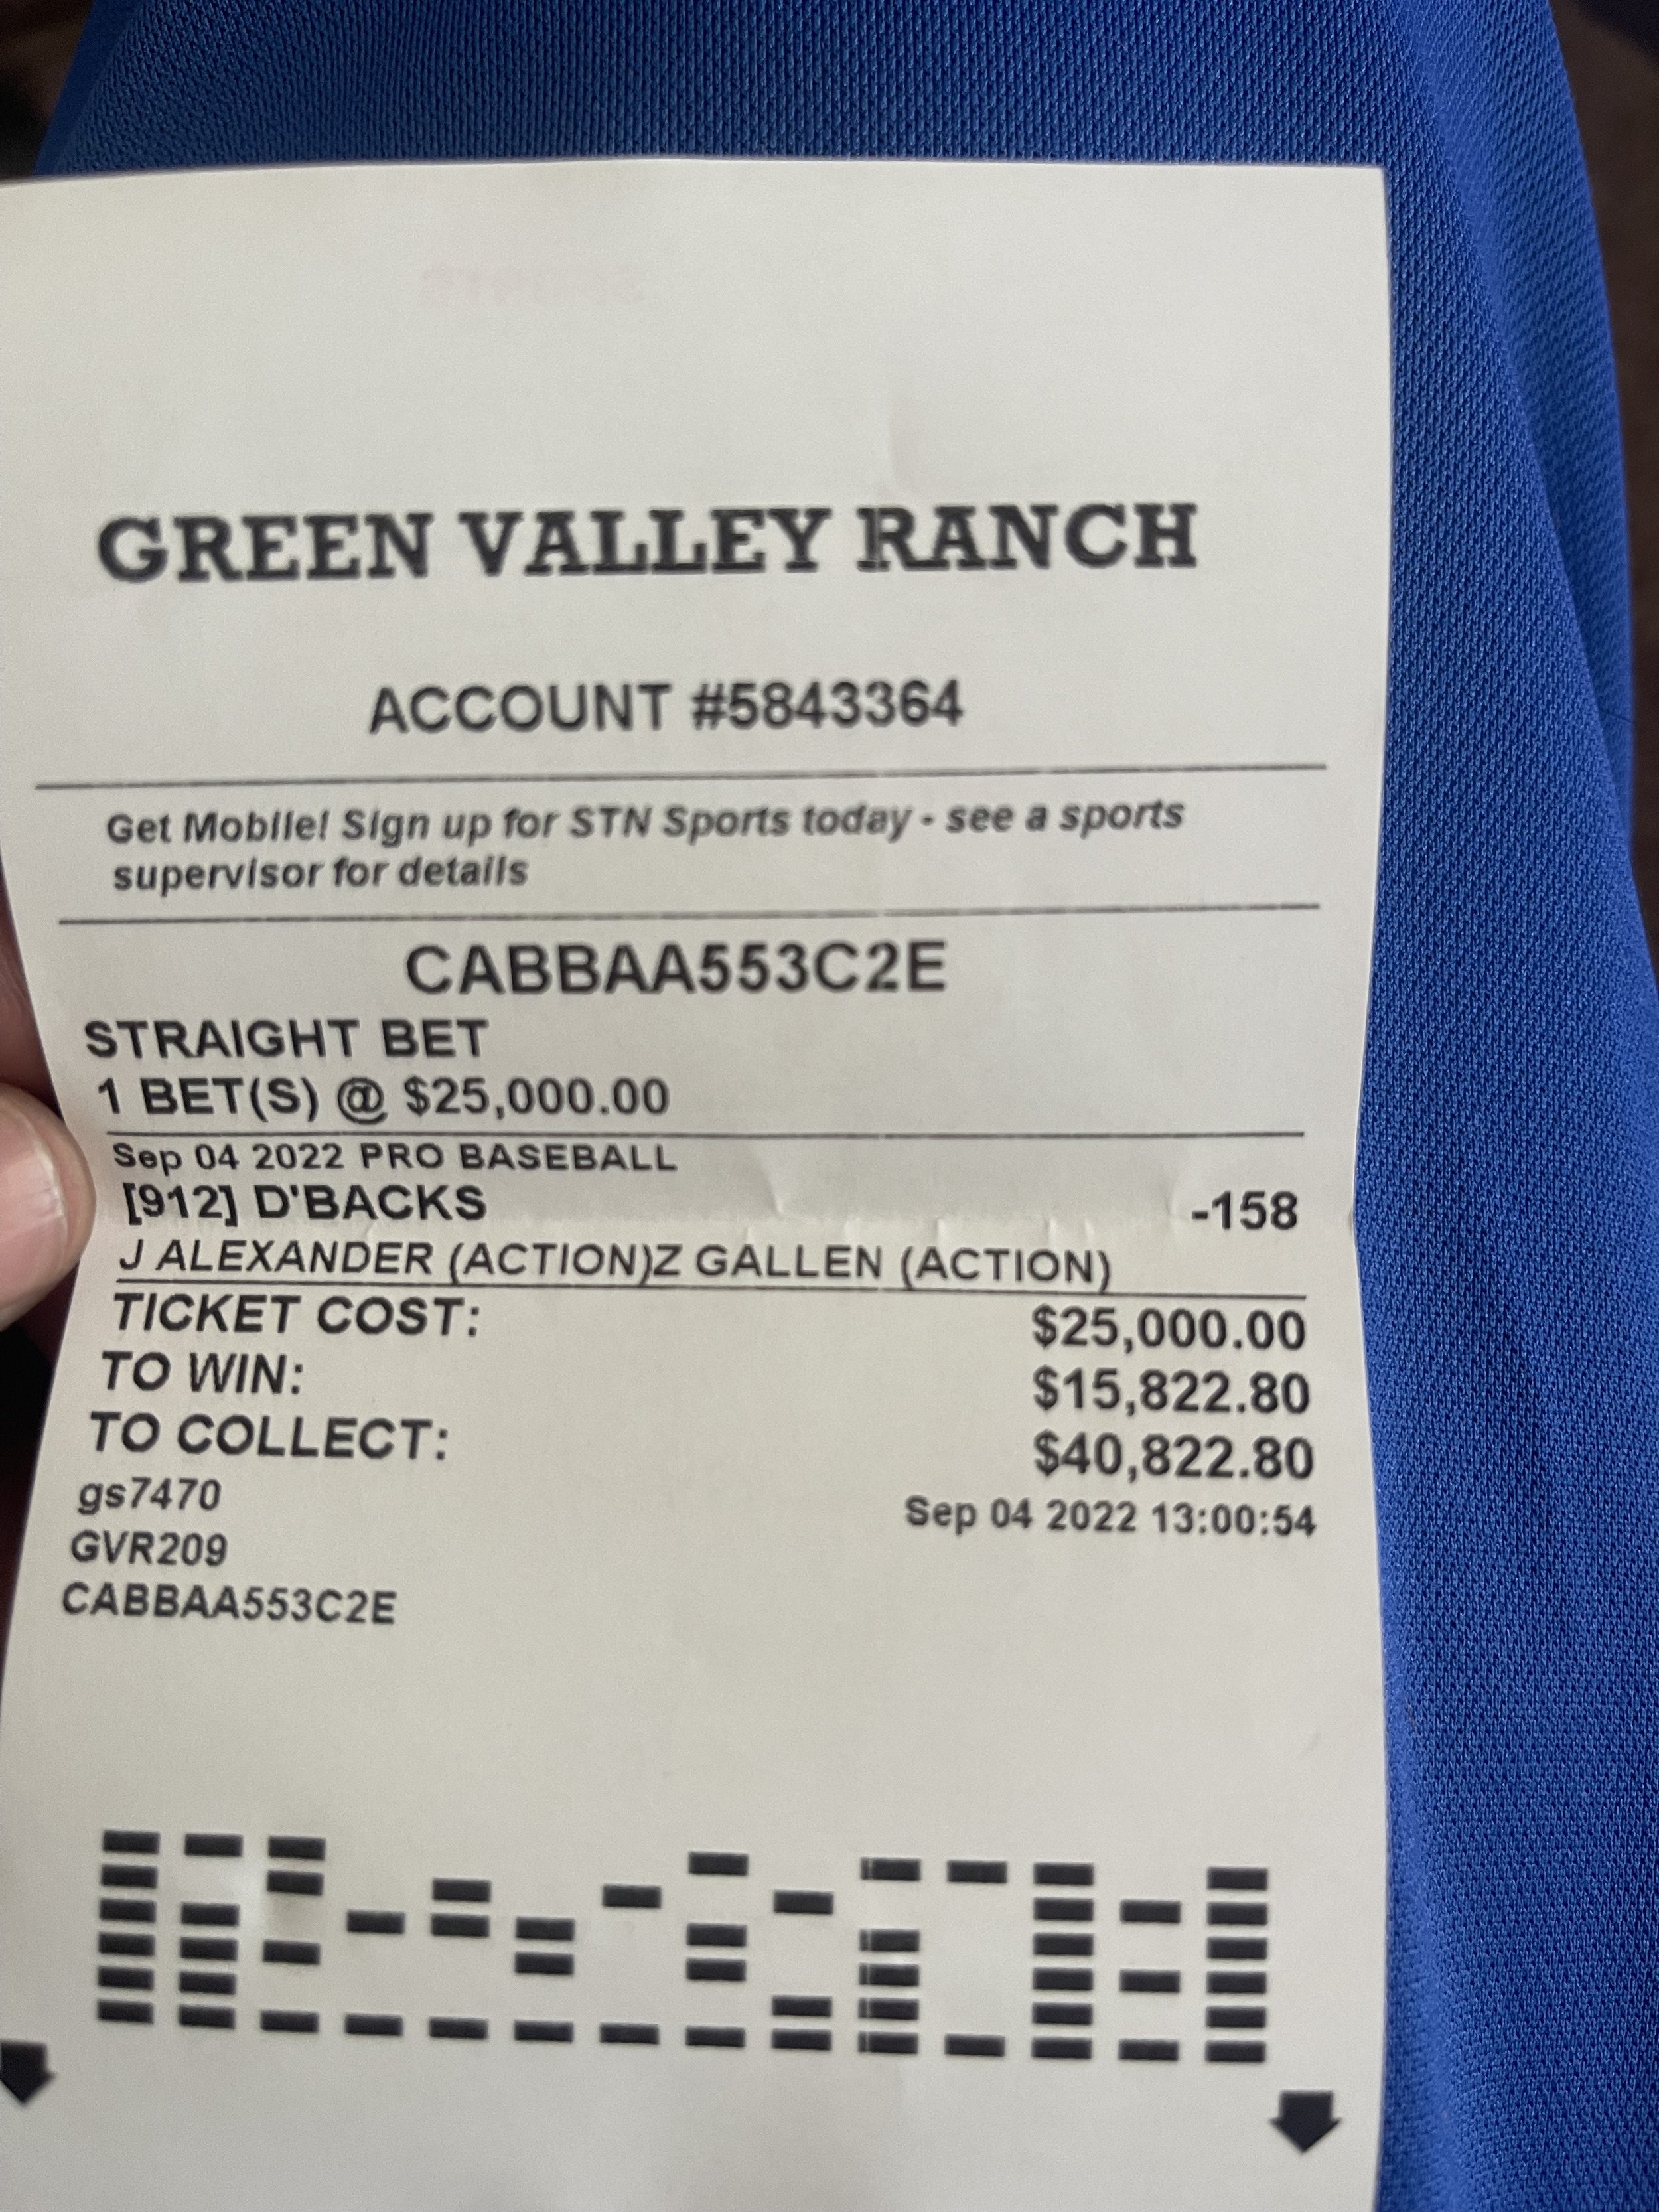 GREEN VALLEY RANCH
ACCOUNT #5843364
Get Mobile! Sign up for STN Sports today - see a sports
supervisor for details
CABBAA553C2E
STRAIGHT BET
1 BET(S) @ $25,000.00
Sep 04 2022 PRO BASEBALL
[912] D'BACKS -158
J ALEXANDER (ACTION)Z GALLEN (ACTION)
TICKET COST: $25,000.00
TO WIN: $15,822.80
TO COLLECT: $40,822.80
gs7470 Sep 04 2022 13:00:54
GVR209
CABBAA553C2E